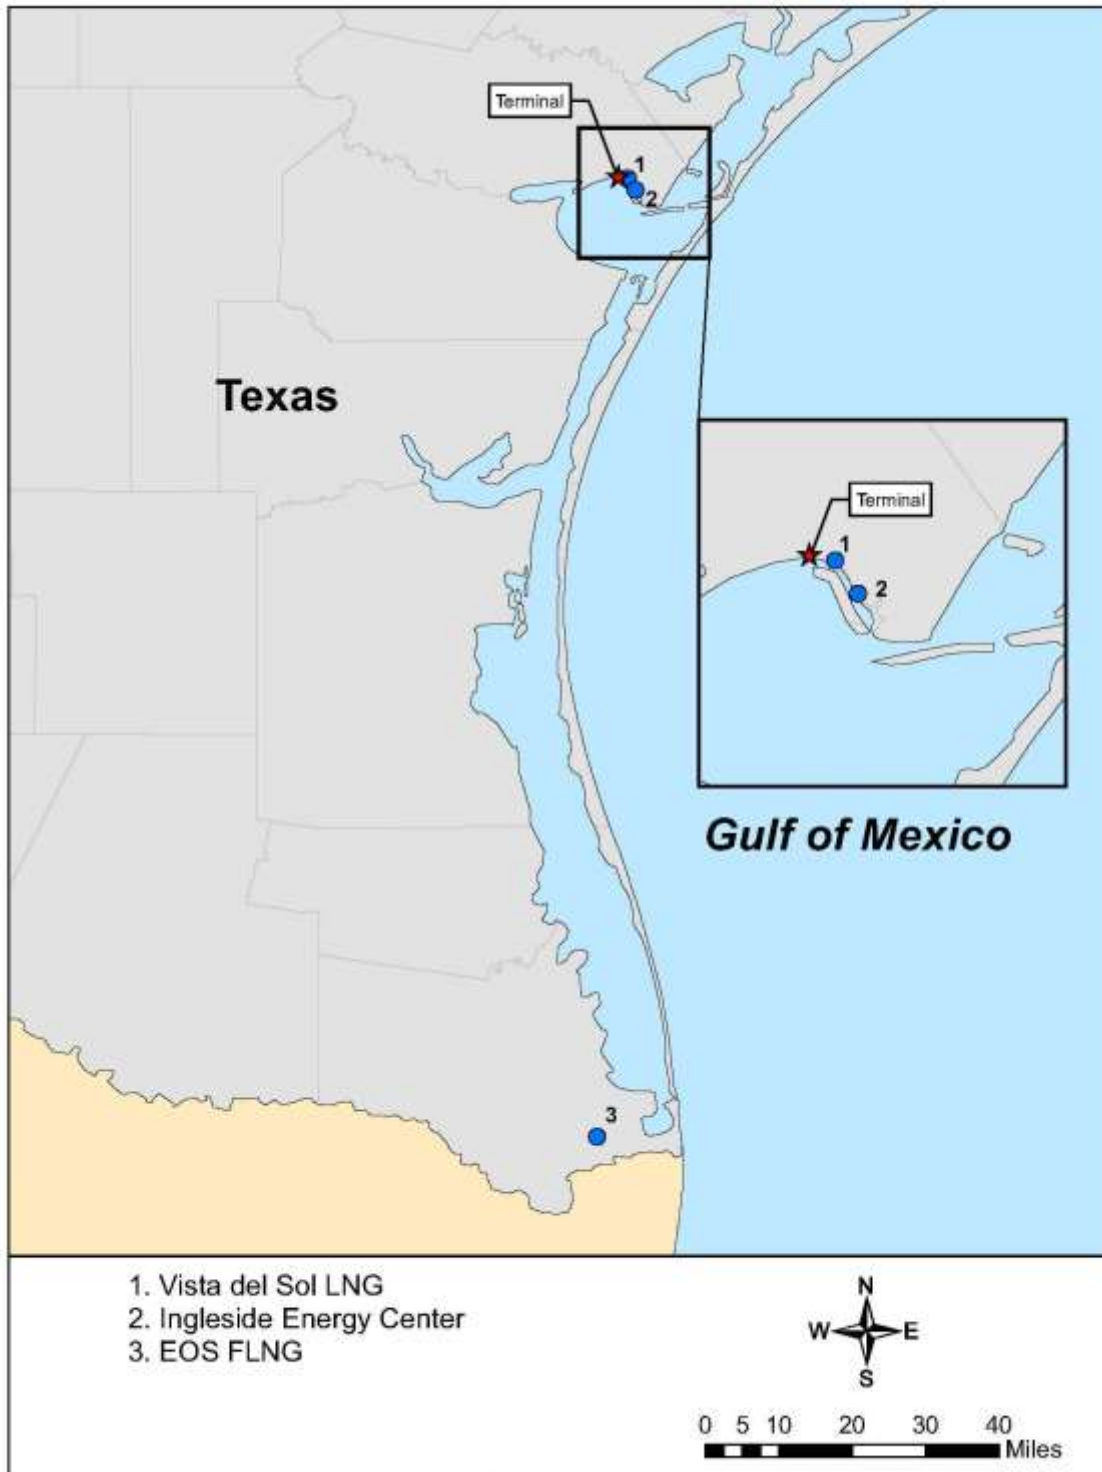 Terminal
1
2
Texas
Terminal
1
2
Gulf of Mexico
3
1. Vista del Sol LNG
2. Ingleside Energy Center
3. EOS FLNG
N
W E
S
0 5 10 20 30 40
Miles